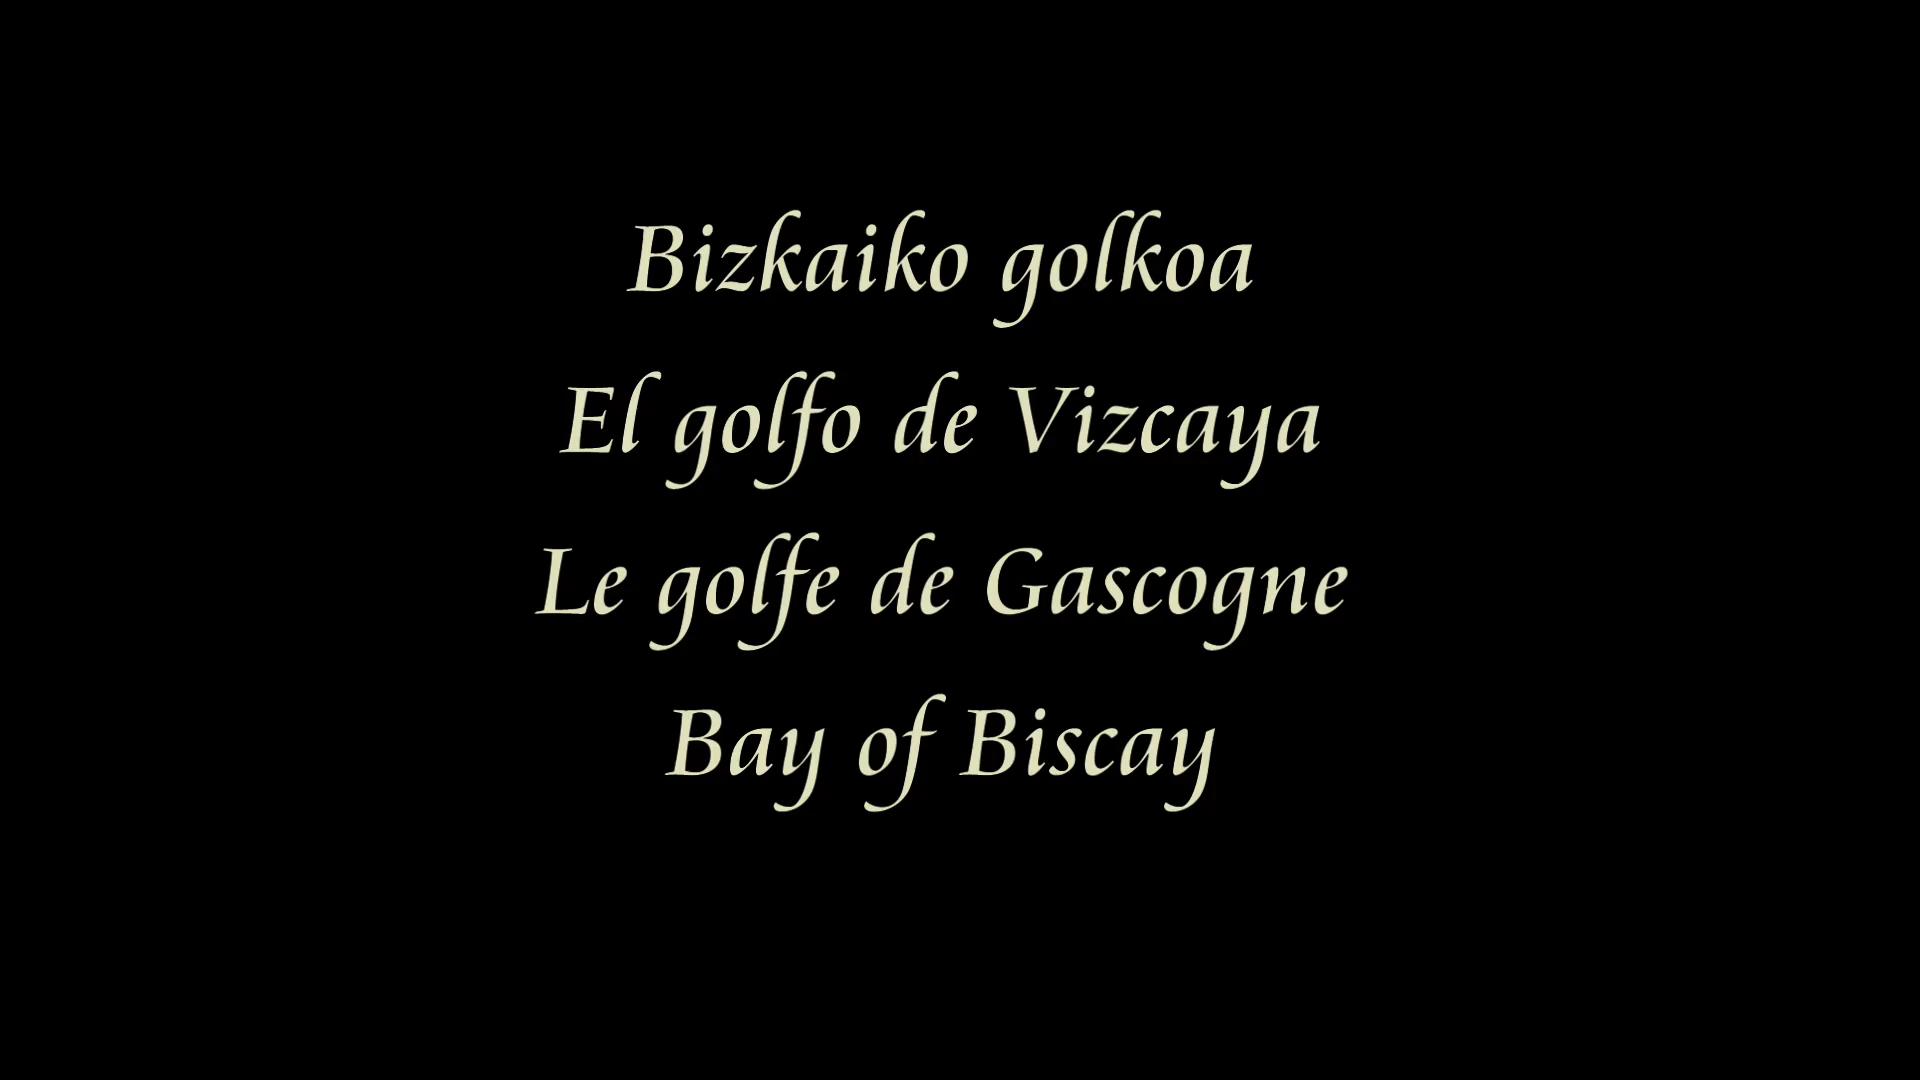 Bizkaiko golkoa
El golfo de Vizcaya
Le golfe de Gascogne
Bay of Biscay